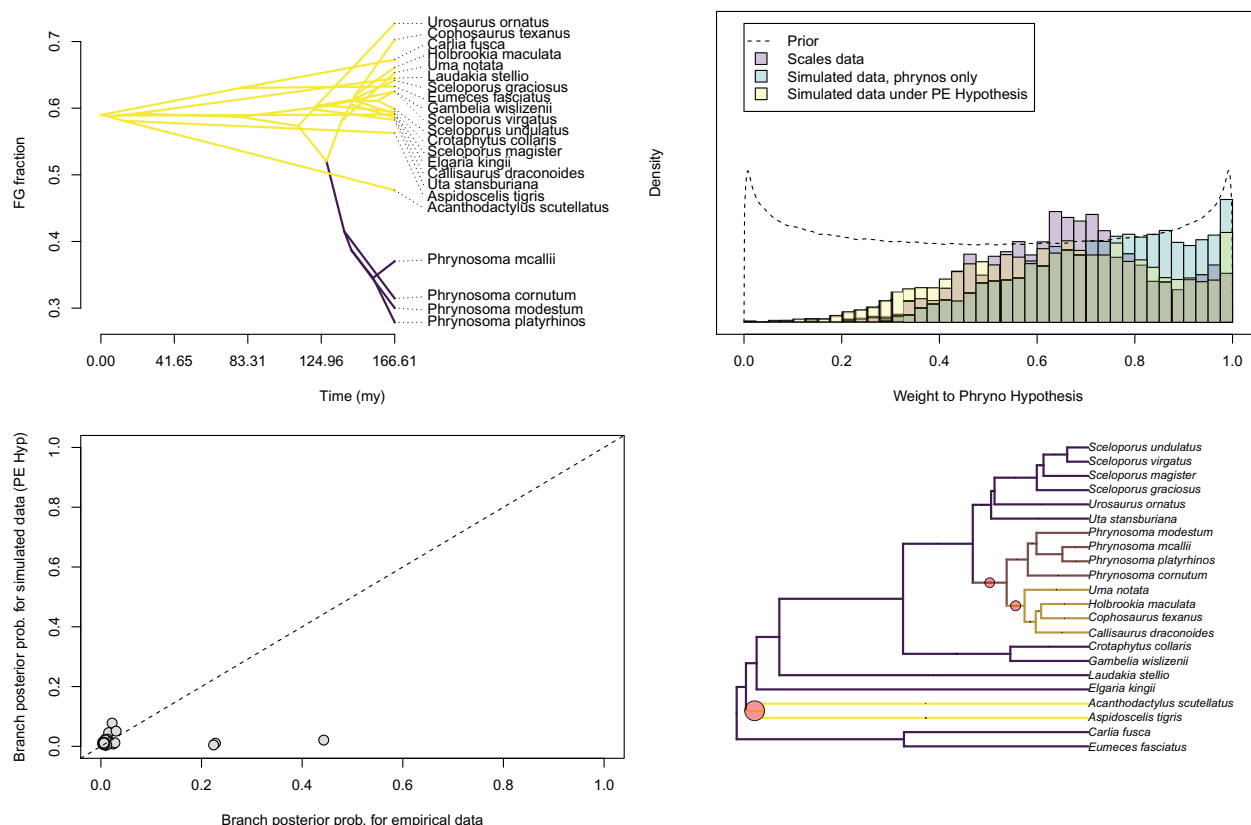 FG fraction
0.7
0.6
0.5
0.4
0.3
Urosaurus ornatus
Cophosaurus texanus
Carlia fusca
Holbrookia maculata
Uma notata
Laudakia stellio
Sceloporus graciosus
Eumeces fasciatus
Gambelia wislizenii
Sceloporus virgatus
Sceloporus undulatus
Crotaphytus collaris
Sceloporus magister
Elgaria kingii
Callisaurus draconoides
Uta stansburiana
Aspidoscelis tigris
Acanthodactylus scutellatus
Phrynosoma mcallii
Phrynosoma cornutum
Phrynosoma modestum
Phrynosoma platyrhinos
0.00 41.65 83.31 124.96 166.61
Time (my)
Density
Prior
Scales data
Simulated data, phrynos only
Simulated data under PE Hypothesis
0.0 0.2 0.4 0.6 0.8 1.0
Weight to Phryno Hypothesis
Branch posterior prob. for simulated data (PE Hyp)
1.0
0.8
0.6
0.4
0.2
0.0
0.0 0.2 0.4 0.6 0.8 1.0
Branch posterior prob. for empirical data
Sceloporus undulatus
Sceloporus virgatus
Sceloporus magister
Sceloporus graciosus
Urosaurus ornatus
Uta stansburiana
Phrynosoma modestum
Phrynosoma mcallii
Phrynosoma platyrhinos
Phrynosoma cornutum
Uma notata
Holbrookia maculata
Cophosaurus texanus
Callisaurus draconoides
Crotaphytus collaris
Gambelia wislizenii
Laudakia stellio
Elgaria kingii
Acanthodactylus scutellatus
Aspidoscelis tigris
Carlia fusca
Eumeces fasciatus